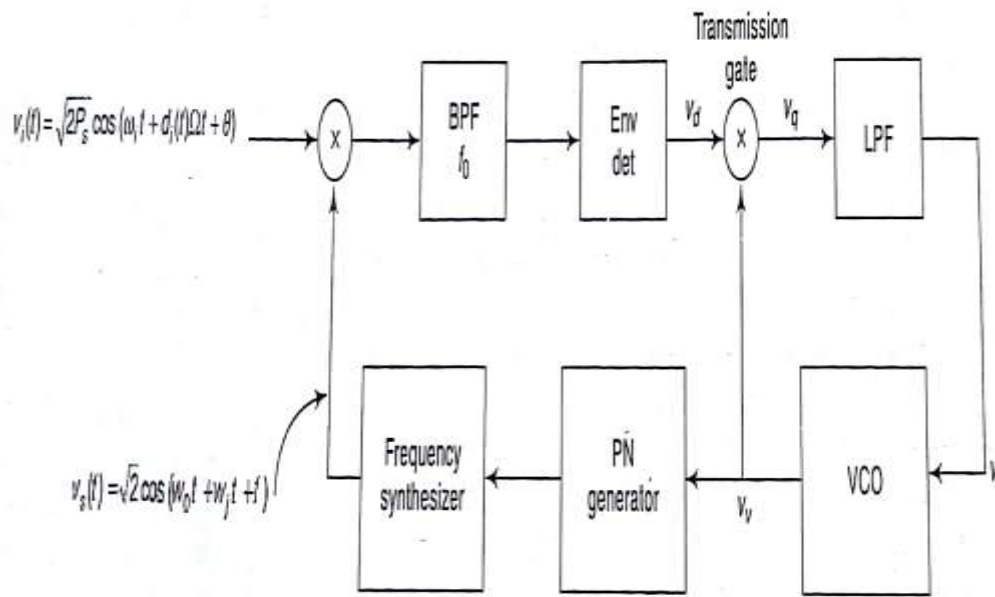 Transmission
gate
v_i(t) = √2P_s cos (ω_i t + d_i(t)Ωt + θ)
×
BPF
f_0
Env
det
v_d
×
v_q
LPF
v_s(t) = √2 cos (w_0 t + w_j t + f)
Frequency
synthesizer
PN
generator
v_v
VCO
v